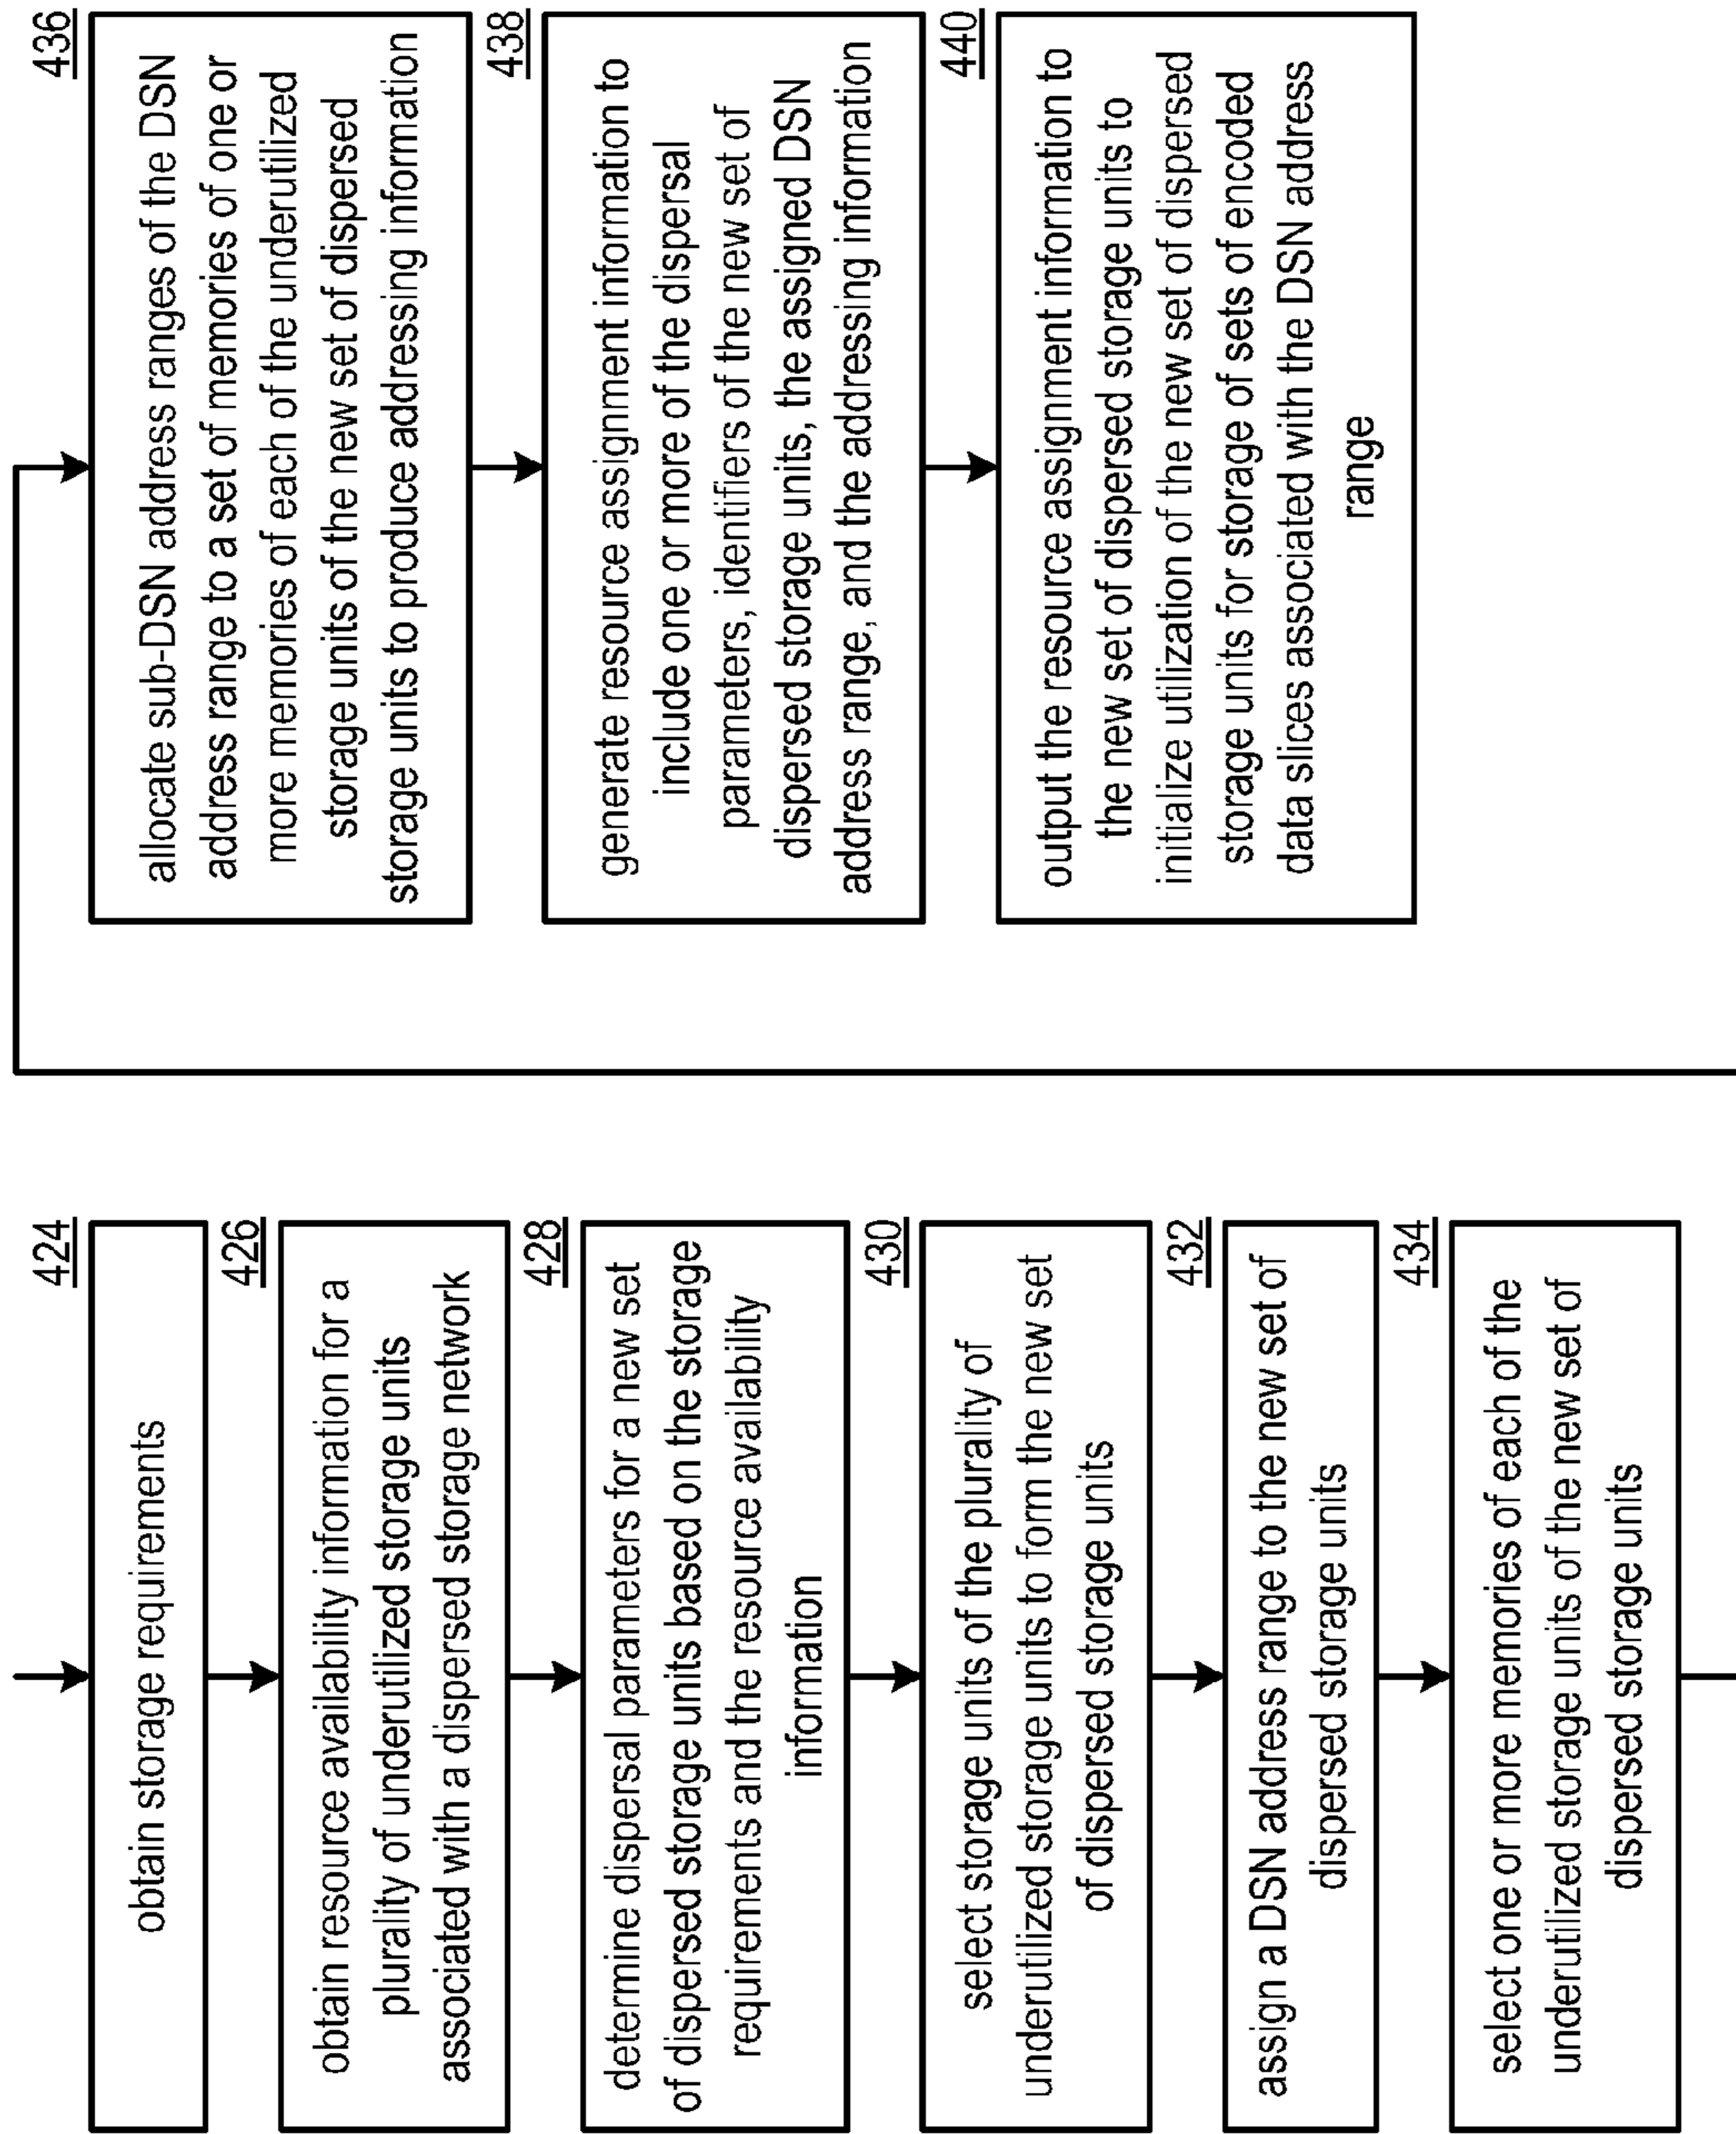 424
obtain storage requirements
426
obtain resource availability information for a
plurality of underutilized storage units
associated with a dispersed storage network
428
determine dispersal parameters for a new set
of dispersed storage units based on the storage
requirements and the resource availability
information
430
select storage units of the plurality of
underutilized storage units to form the new set
of dispersed storage units
432
assign a DSN address range to the new set of
dispersed storage units
434
select one or more memories of each of the
underutilized storage units of the new set of
dispersed storage units
436
allocate sub-DSN address ranges of the DSN
address range to a set of memories of one or
more memories of each of the underutilized
storage units of the new set of dispersed
storage units to produce addressing information
438
generate resource assignment information to
include one or more of the dispersal
parameters, identifiers of the new set of
dispersed storage units, the assigned DSN
address range, and the addressing information
440
output the resource assignment information to
the new set of dispersed storage units to
initialize utilization of the new set of dispersed
storage units for storage of sets of encoded
data slices associated with the DSN address
range